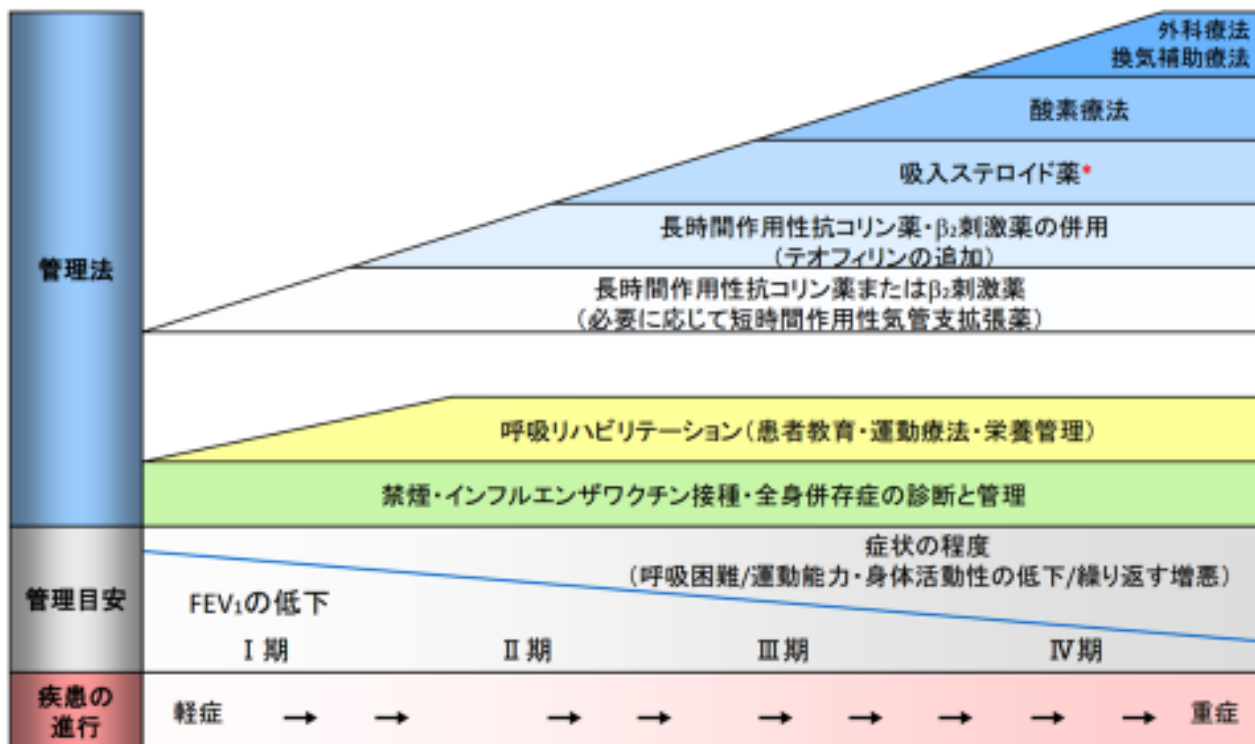 外科療法
換気補助療法
酸素療法
吸入ステロイド薬*
長時間作用性抗コリン薬・β₂刺激薬の併用
(テオフィリンの追加)
管理法
長時間作用性抗コリン薬またはβ₂刺激薬
(必要に応じて短時間作用性気管支拡張薬)
呼吸リハビリテーション(患者教育・運動療法・栄養管理)
禁煙・インフルエンザワクチン接種・全身併存症の診断と管理
管理目安
症状の程度
(呼吸困難/運動能力・身体活動性の低下/繰り返す増悪)
FEV₁の低下
Ⅰ期 Ⅱ期 Ⅲ期 Ⅳ期
疾患の
進行
軽症 → → → → → → → → → 重症